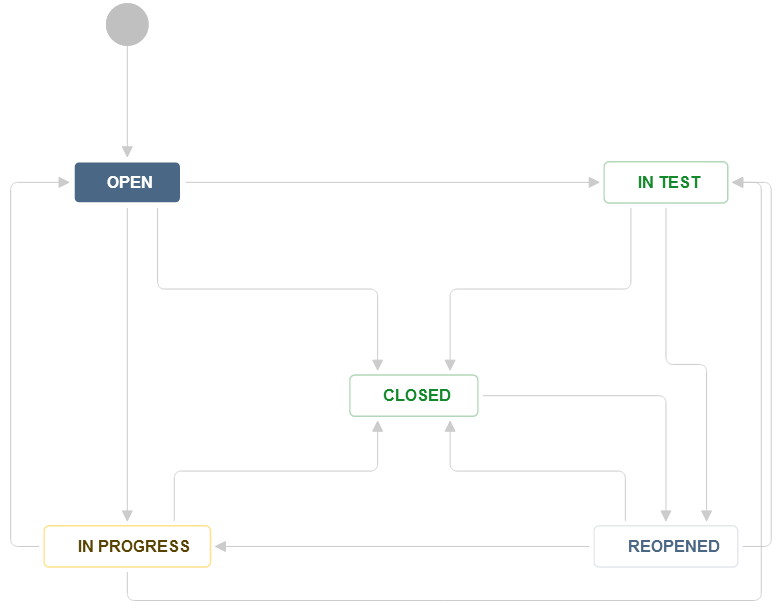 OPEN
IN TEST
CLOSED
IN PROGRESS
REOPENED